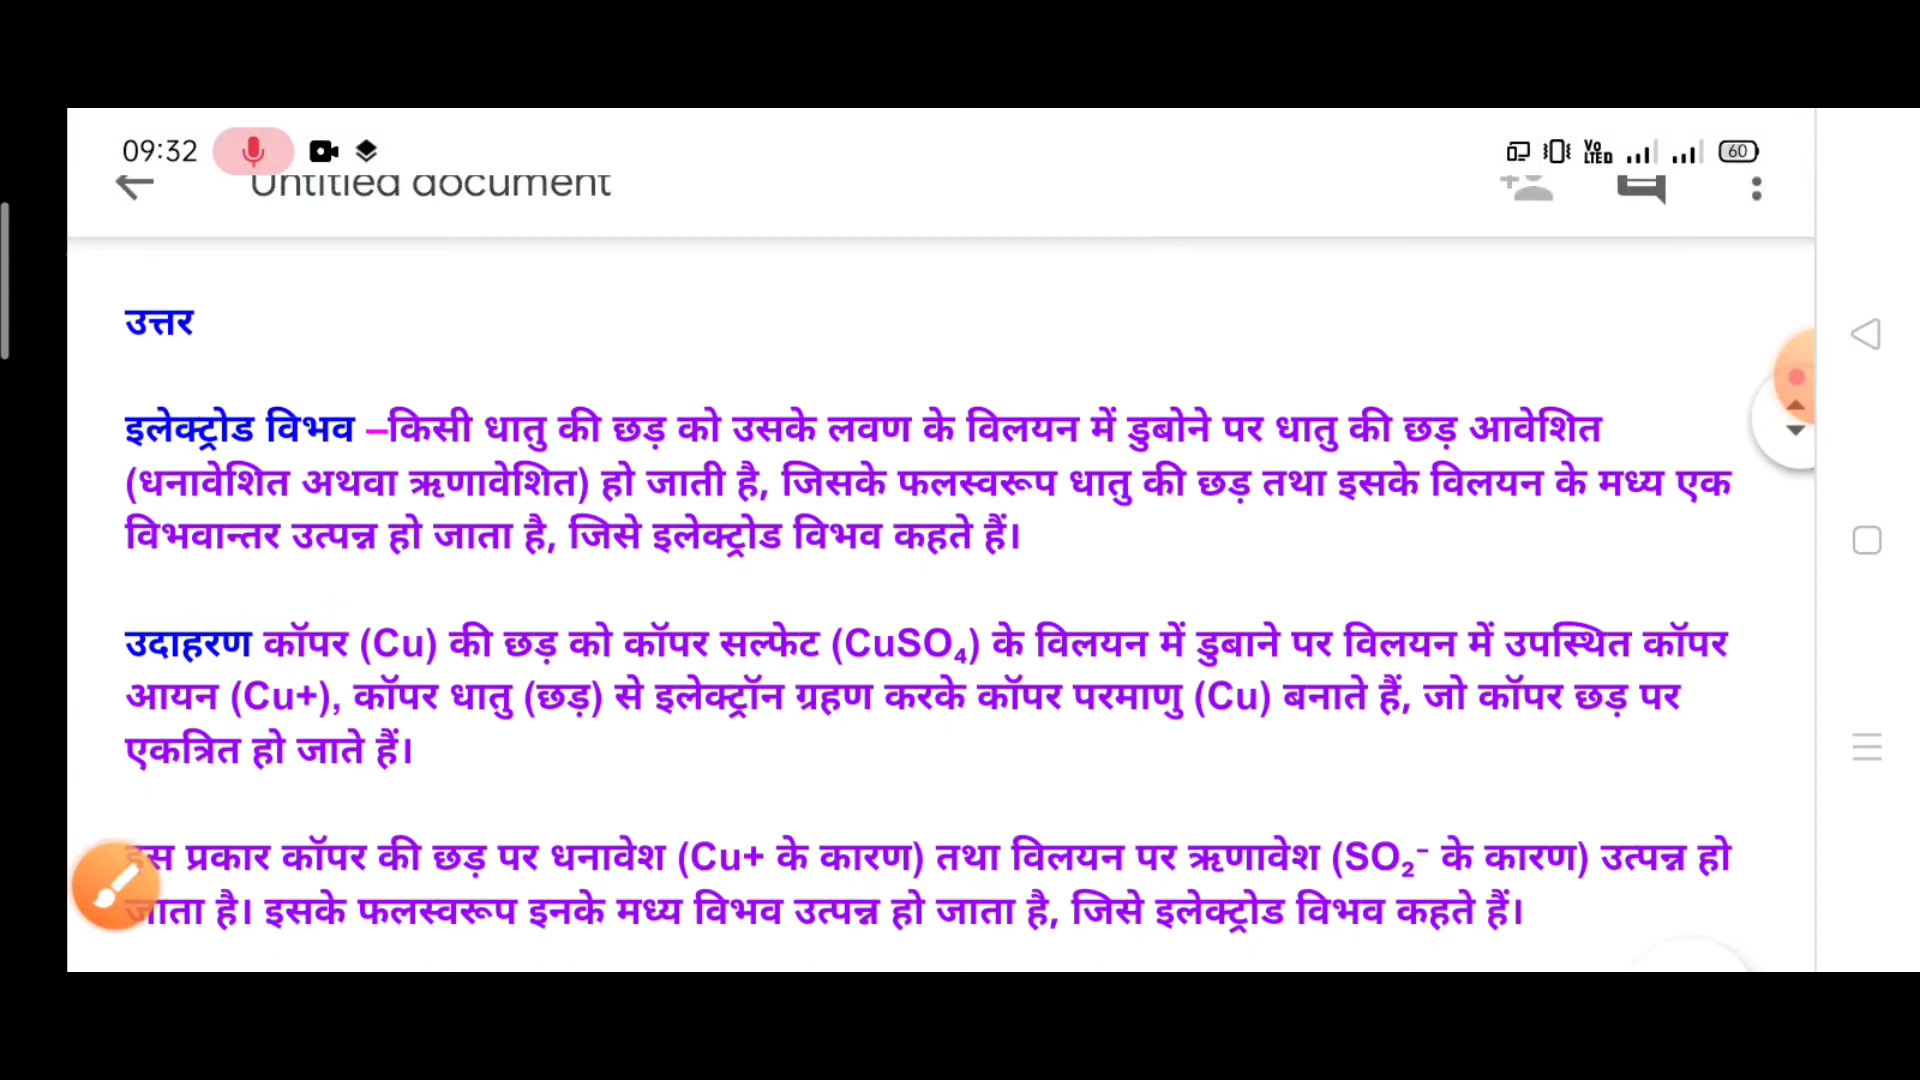 09:32
Vo LTE 60
Untitled document
उत्तर
इलेक्ट्रोड विभव –किसी धातु की छड़ को उसके लवण के विलयन में डुबोने पर धातु की छड़ आवेशित
(धनावेशित अथवा ऋणावेशित) हो जाती है, जिसके फलस्वरूप धातु की छड़ तथा इसके विलयन के मध्य एक
विभवान्तर उत्पन्न हो जाता है, जिसे इलेक्ट्रोड विभव कहते हैं।
उदाहरण कॉपर (Cu) की छड़ को कॉपर सल्फेट (CuSO₄) के विलयन में डुबाने पर विलयन में उपस्थित कॉपर
आयन (Cu+), कॉपर धातु (छड़) से इलेक्ट्रॉन ग्रहण करके कॉपर परमाणु (Cu) बनाते हैं, जो कॉपर छड़ पर
एकत्रित हो जाते हैं।
इस प्रकार कॉपर की छड़ पर धनावेश (Cu+ के कारण) तथा विलयन पर ऋणावेश (SO₂⁻ के कारण) उत्पन्न हो
जाता है। इसके फलस्वरूप इनके मध्य विभव उत्पन्न हो जाता है, जिसे इलेक्ट्रोड विभव कहते हैं।